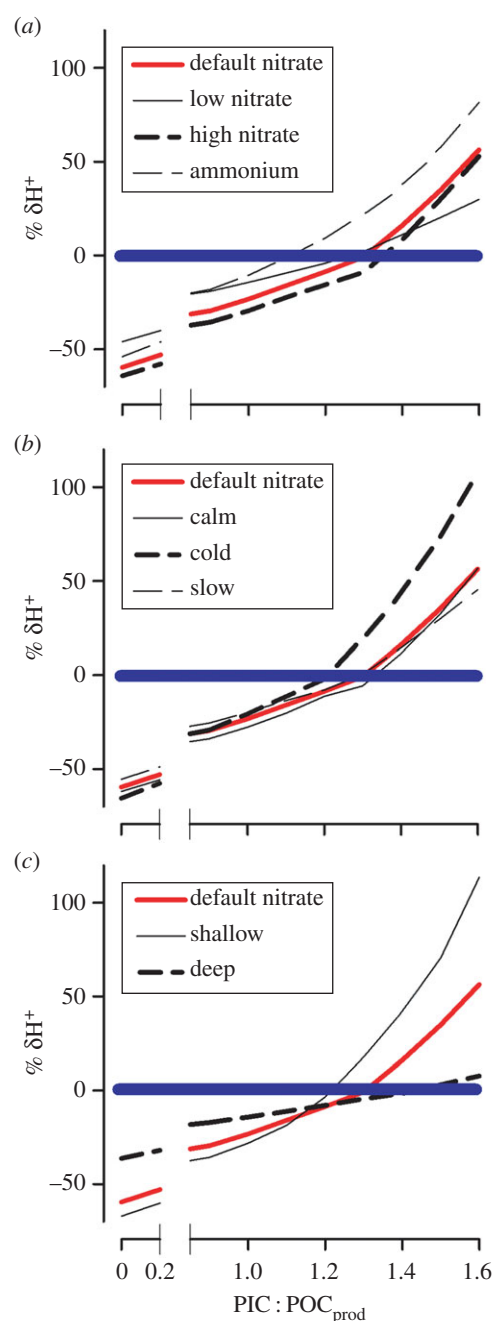 (a)
100
50
0
−50
% δH⁺
default nitrate
low nitrate
high nitrate
ammonium
(b)
100
50
0
−50
% δH⁺
default nitrate
calm
cold
slow
(c)
100
50
0
−50
% δH⁺
default nitrate
shallow
deep
0 0.2 1.0 1.2 1.4 1.6
PIC : POCprod